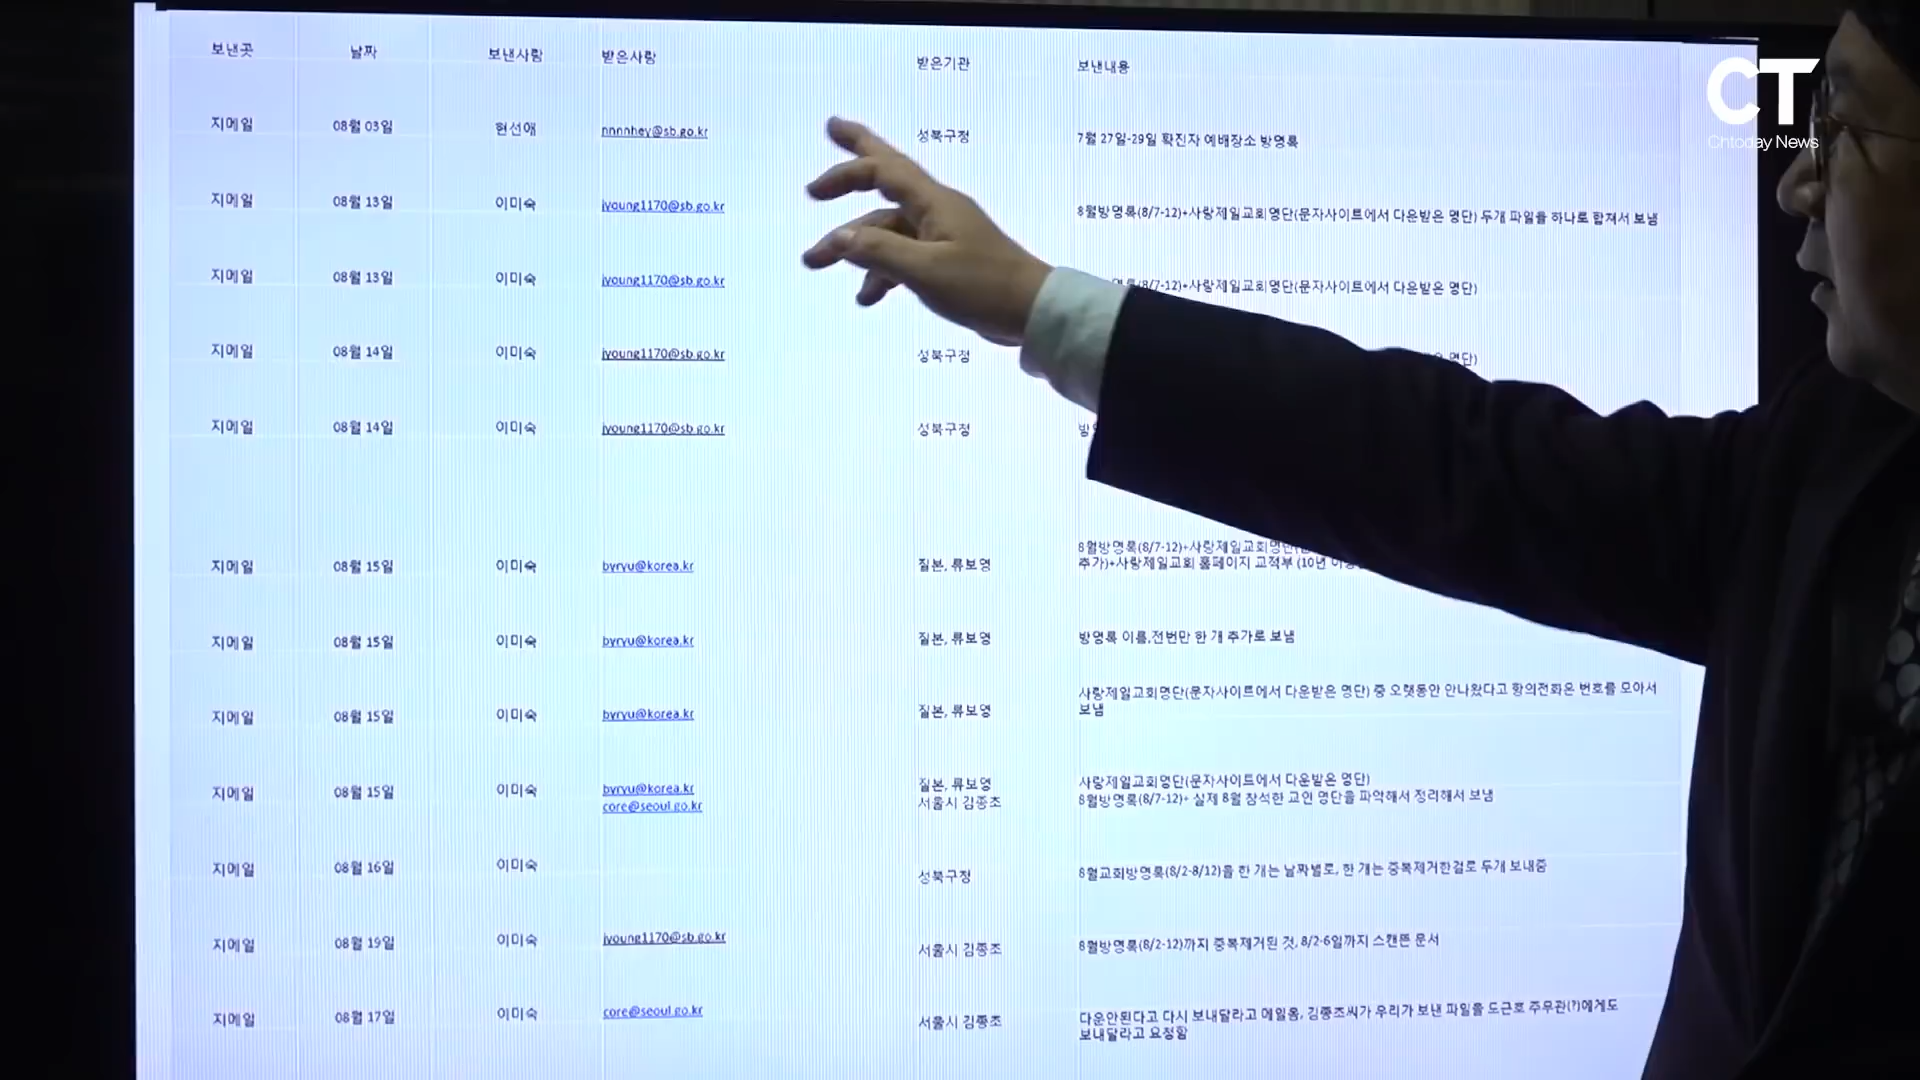 보낸곳 날짜 보낸사람 받은사람 받은기관 보낸내용
지메일 08월 03일 현선애 nnnnhey@sb.go.kr 성북구청 7월 27일-29일 확진자 예배장소 방명록
지메일 08월 13일 이미숙 jyoung1170@sb.go.kr 8월방명록(8/7-12)+사랑제일교회명단(문자사이트에서 다운받은 명단) 두개 파일을 하나로 합쳐서 보냄
지메일 08월 13일 이미숙 jyoung1170@sb.go.kr (8/7-12)+사랑제일교회명단(문자사이트에서 다운받은 명단)
지메일 08월 14일 이미숙 jyoung1170@sb.go.kr 성북구청 명단)
지메일 08월 14일 이미숙 jyoung1170@sb.go.kr 성북구청
8월방명록(8/7-12)+사랑제일교회명단
지메일 08월 15일 이미숙 byryu@korea.kr 질본, 류보영 추가)+사랑제일교회 홈페이지 교적부 (10년
지메일 08월 15일 이미숙 byryu@korea.kr 질본, 류보영 방명록 이름,전번만 한 개 추가로 보냄
사랑제일교회명단(문자사이트에서 다운받은 명단) 중 오랫동안 안나왔다고 항의전화온 번호를 모아서
지메일 08월 15일 이미숙 byryu@korea.kr 질본, 류보영 보냄
지메일 08월 15일 이미숙 byryu@korea.kr 질본, 류보영 사랑제일교회명단(문자사이트에서 다운받은 명단)
core@seoul.go.kr 서울시 김종조 8월방명록(8/7-12)+ 실제 8월 참석한 교인 명단을 파악해서 정리해서 보냄
지메일 08월 16일 이미숙 성북구청 8월교회방명록(8/2-8/12)을 한 개는 날짜별로, 한 개는 중복제거한걸로 두개 보내줌
지메일 08월 19일 이미숙 jyoung1170@sb.go.kr 서울시 김종조 8월방명록(8/2-12)까지 중복제거된 것, 8/2-6일까지 스캔뜬 문서
지메일 08월 17일 이미숙 core@seoul.go.kr 서울시 김종조 다운안된다고 다시 보내달라고 메일옴, 김종조씨가 우리가 보낸 파일을 도근호 주무관(?)에게도
보내달라고 요청함
CT
Chtoday News